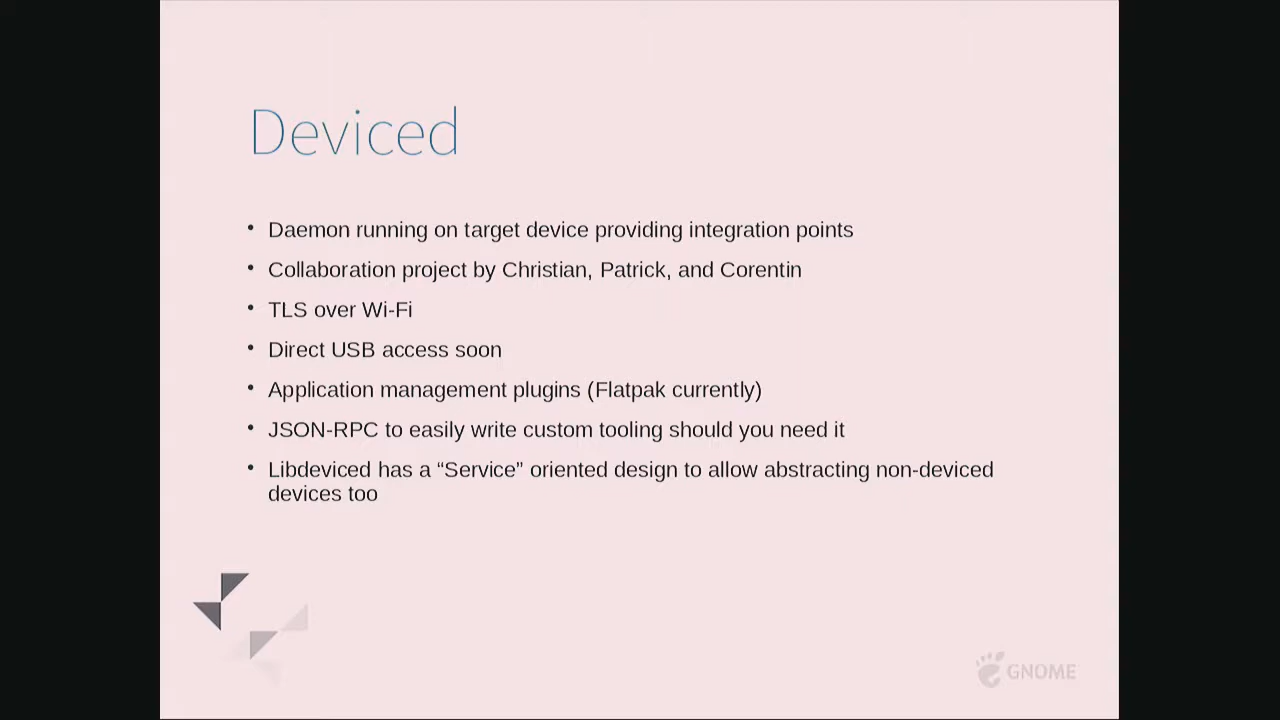 Deviced
• Daemon running on target device providing integration points
• Collaboration project by Christian, Patrick, and Corentin
• TLS over Wi-Fi
• Direct USB access soon
• Application management plugins (Flatpak currently)
• JSON-RPC to easily write custom tooling should you need it
• Libdeviced has a “Service” oriented design to allow abstracting non-deviced
devices too
GNOME